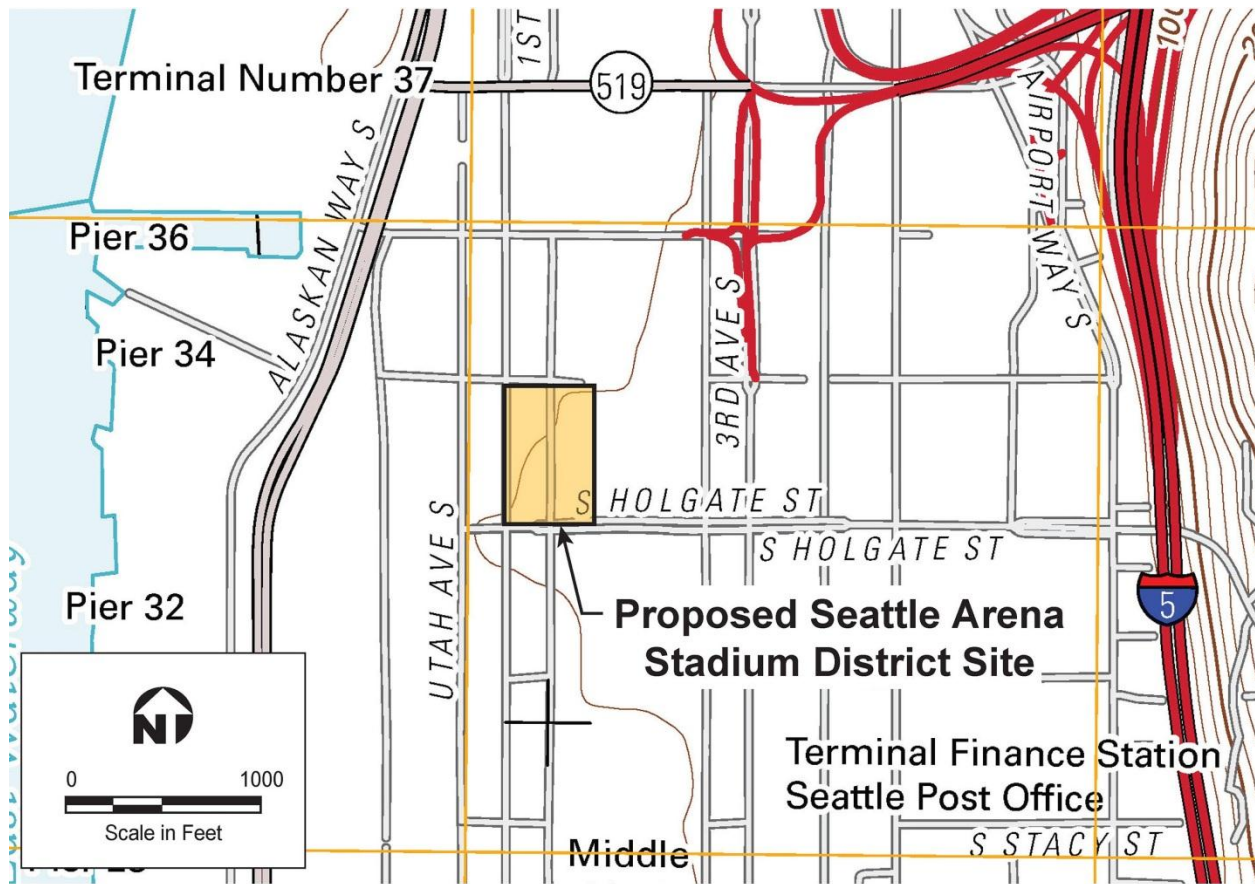 1ST
Terminal Number 37
519
100
AIRPORT WAY S
ALASKAN WAY S
Pier 36
Pier 34
3RD AVE S
S HOLGATE ST
S HOLGATE ST
UTAH AVE S
5
Pier 32
Proposed Seattle Arena
Stadium District Site
N
0 1000
Scale in Feet
Terminal Finance Station
Seattle Post Office
S STACY ST
Middle